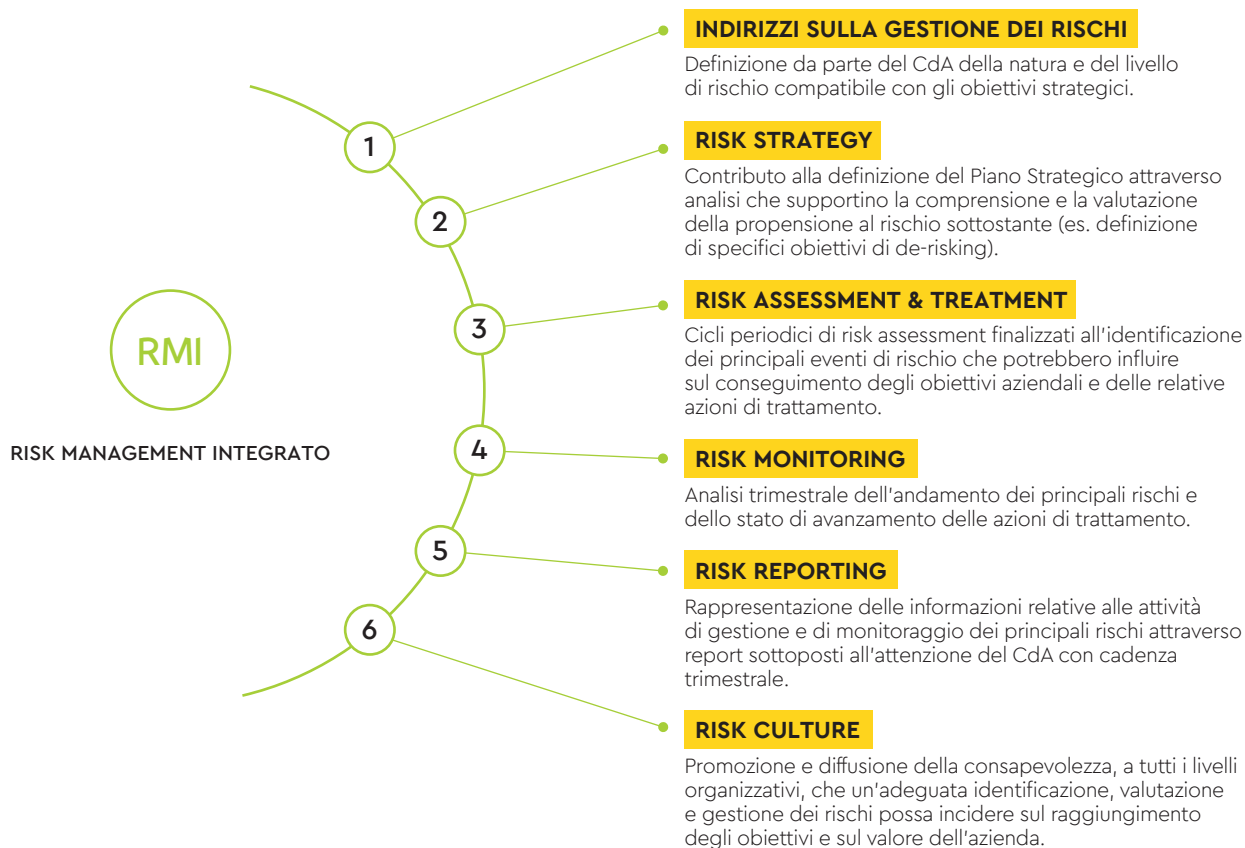 INDIRIZZI SULLA GESTIONE DEI RISCHI
Definizione da parte del CdA della natura e del livello
di rischio compatibile con gli obiettivi strategici.
1
RISK STRATEGY
Contributo alla definizione del Piano Strategico attraverso
analisi che supportino la comprensione e la valutazione
della propensione al rischio sottostante (es. definizione
di specifici obiettivi di de-risking).
2
RISK ASSESSMENT & TREATMENT
Cicli periodici di risk assessment finalizzati all'identificazione
dei principali eventi di rischio che potrebbero influire
sul conseguimento degli obiettivi aziendali e delle relative
azioni di trattamento.
3
RMI
RISK MANAGEMENT INTEGRATO
4
RISK MONITORING
Analisi trimestrale dell'andamento dei principali rischi e
dello stato di avanzamento delle azioni di trattamento.
5
RISK REPORTING
Rappresentazione delle informazioni relative alle attività
di gestione e di monitoraggio dei principali rischi attraverso
report sottoposti all'attenzione del CdA con cadenza
trimestrale.
6
RISK CULTURE
Promozione e diffusione della consapevolezza, a tutti i livelli
organizzativi, che un'adeguata identificazione, valutazione
e gestione dei rischi possa incidere sul raggiungimento
degli obiettivi e sul valore dell'azienda.